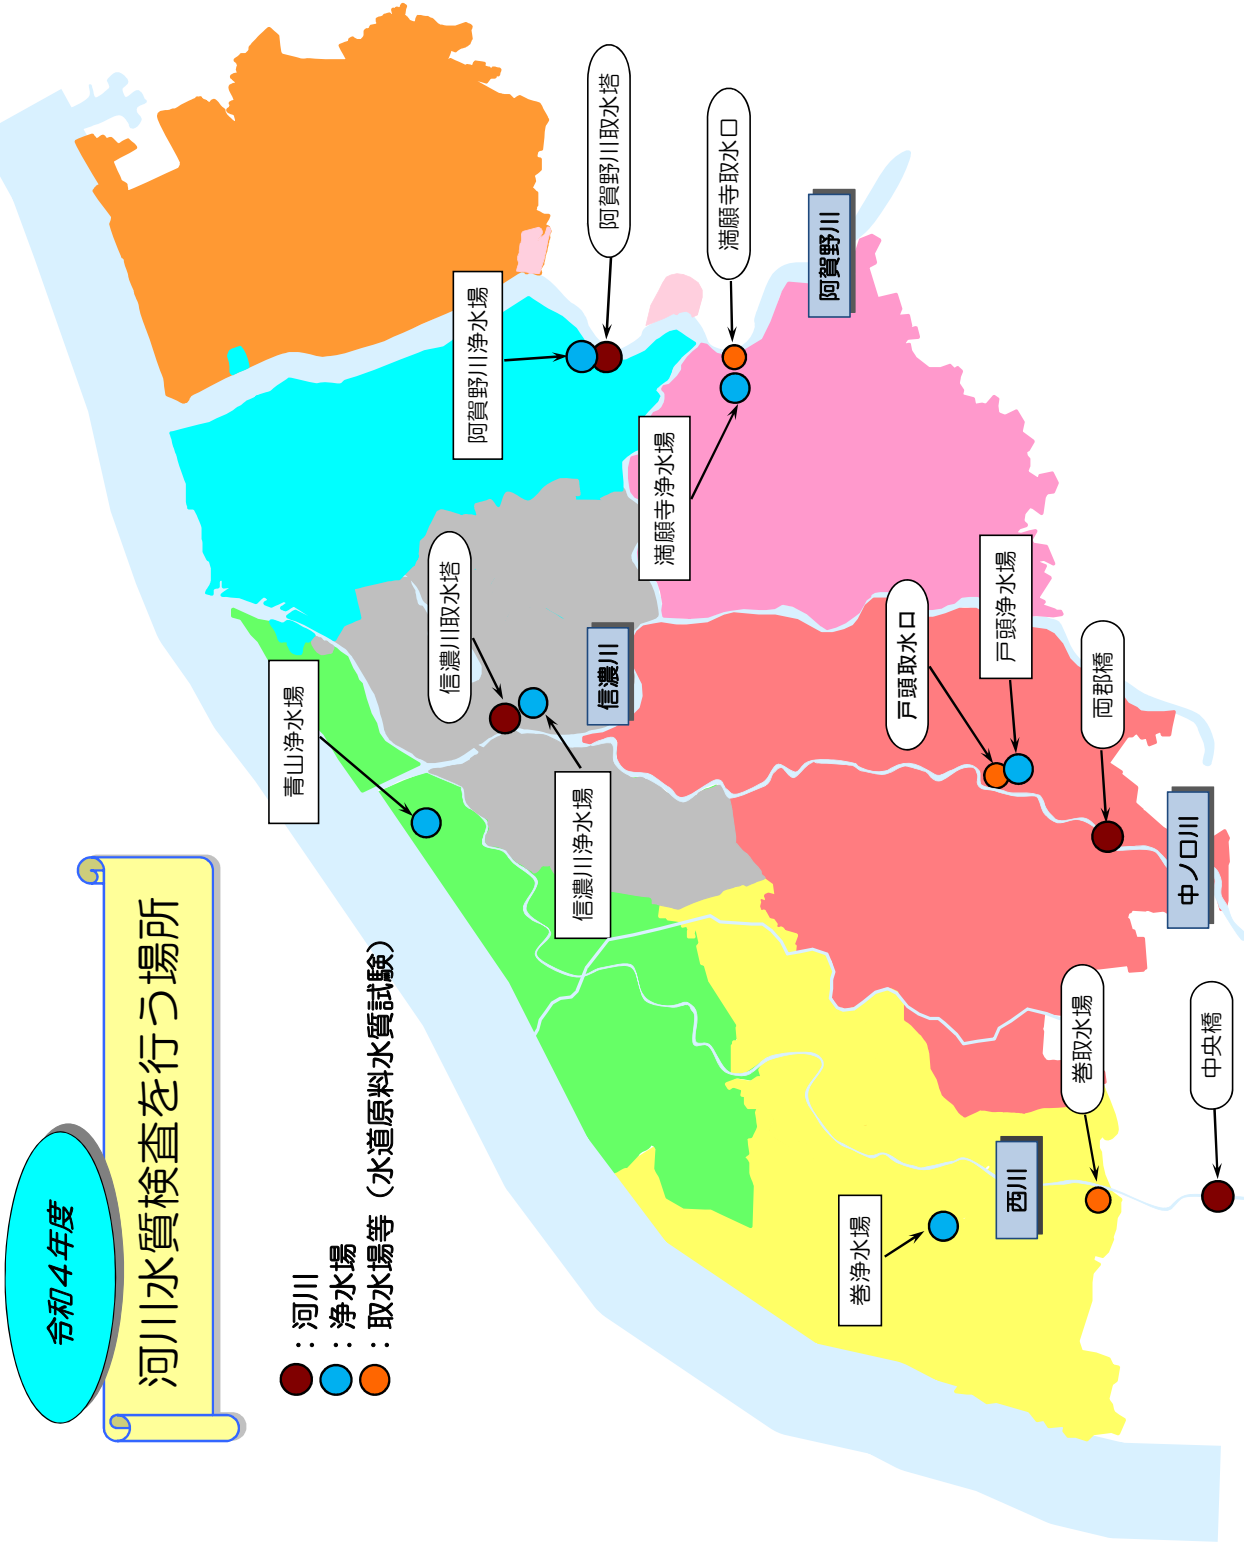 令和４年度
河川水質検査を行う場所
：河川
：浄水場
：取水場等（水道原料水質試験）
青山浄水場
信濃川取水塔
信濃川浄水場
信濃川
阿賀野川浄水場
阿賀野川取水塔
満願寺取水口
満願寺浄水場
阿賀野川
戸頭取水口
戸頭浄水場
両郡橋
中ノ口川
巻取水場
中央橋
西川
巻浄水場